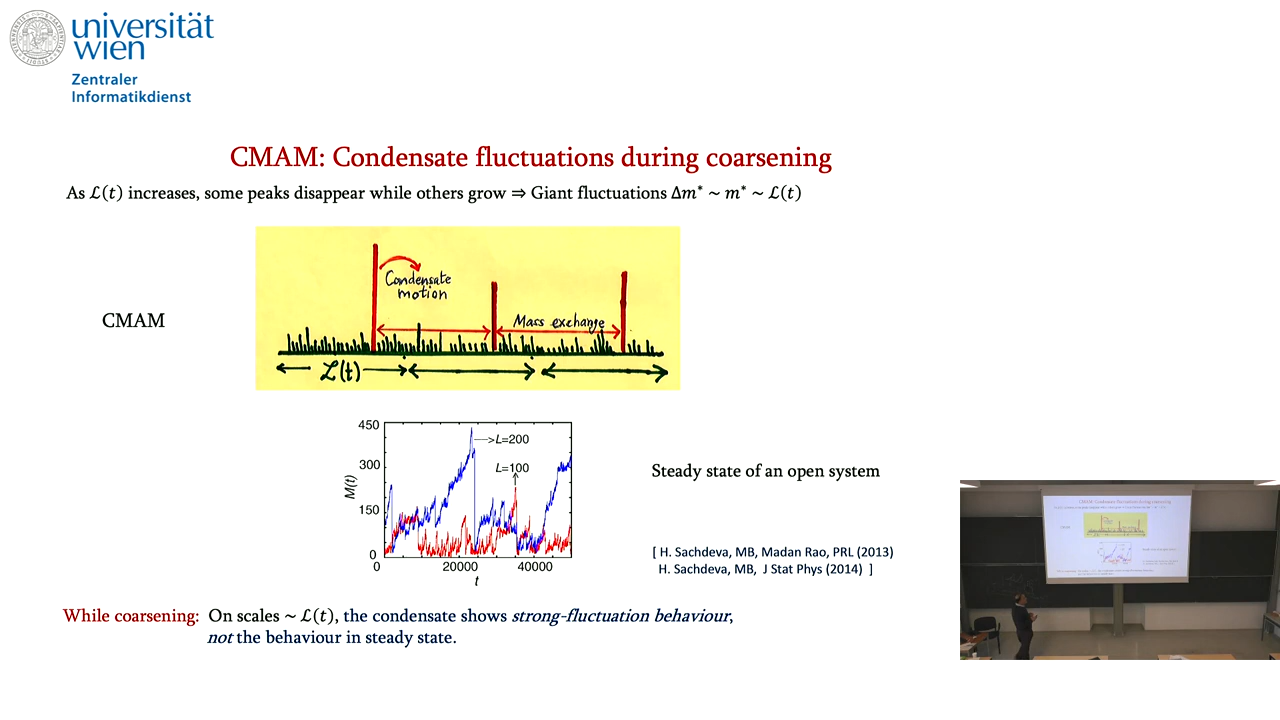 universität
wien
Zentraler
Informatikdienst
CMAM: Condensate fluctuations during coarsening
As ℒ(t) increases, some peaks disappear while others grow ⇒ Giant fluctuations Δm* ~ m* ~ ℒ(t)
Condensate
motion
CMAM
Mass exchange
ℒ(t)
450
>L=200
300
L=100
M(t)
150
0
0 20000 40000
t
Steady state of an open system
[ H. Sachdeva, MB, Madan Rao, PRL (2013)
H. Sachdeva, MB, J Stat Phys (2014) ]
While coarsening: On scales ~ ℒ(t), the condensate shows strong-fluctuation behaviour,
not the behaviour in steady state.